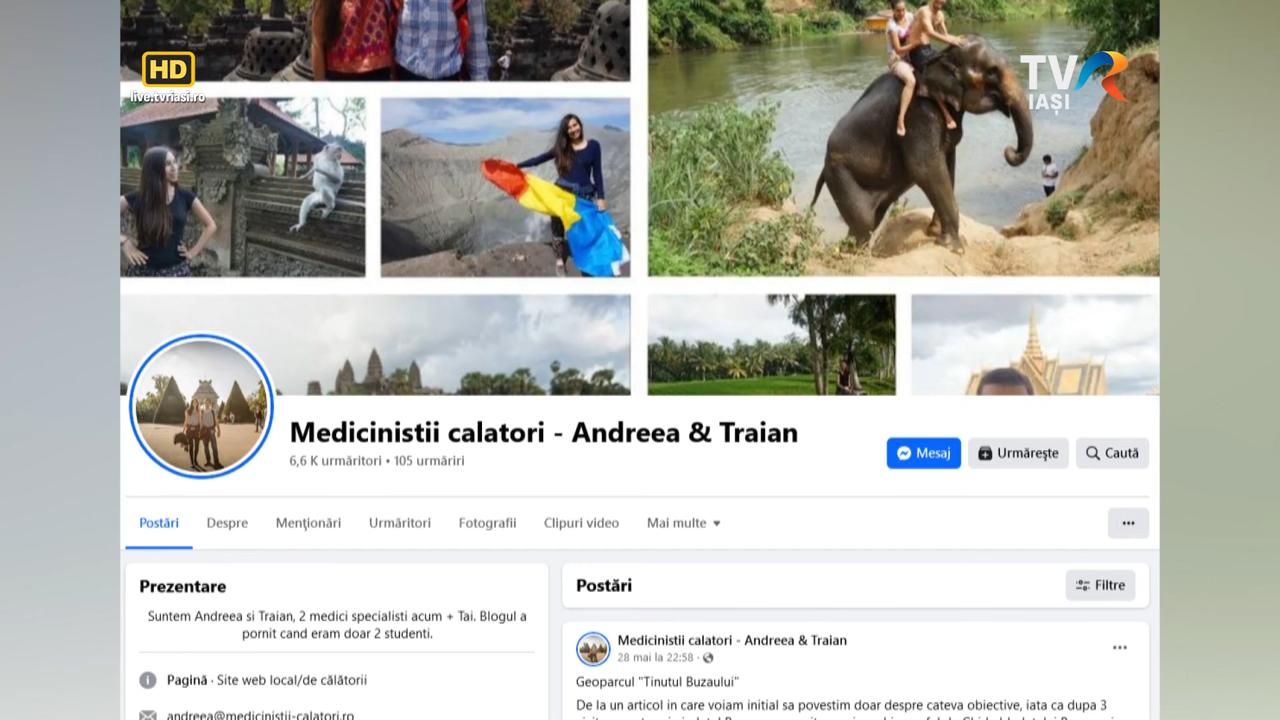 HD
live.tvriasi.ro
TVR
IAȘI
Medicinistii calatori - Andreea & Traian
6,6 K urmăritori • 105 urmăriri
Mesaj
Urmărește
Caută
Postări
Despre
Menționări
Urmăritori
Fotografii
Clipuri video
Mai multe
Prezentare
Suntem Andreea si Traian, 2 medici specialisti acum + Tai. Blogul a
pornit cand eram doar 2 studenti.
Pagină · Site web local/de călătorii
andreea@medicinistii-calatori.ro
Postări
Filtre
Medicinistii calatori - Andreea & Traian
28 mai la 22:58 ·
Geoparcul "Tinutul Buzaului"
De la un articol in care voiam initial sa povestim doar despre cateva obiective, iata ca dupa 3